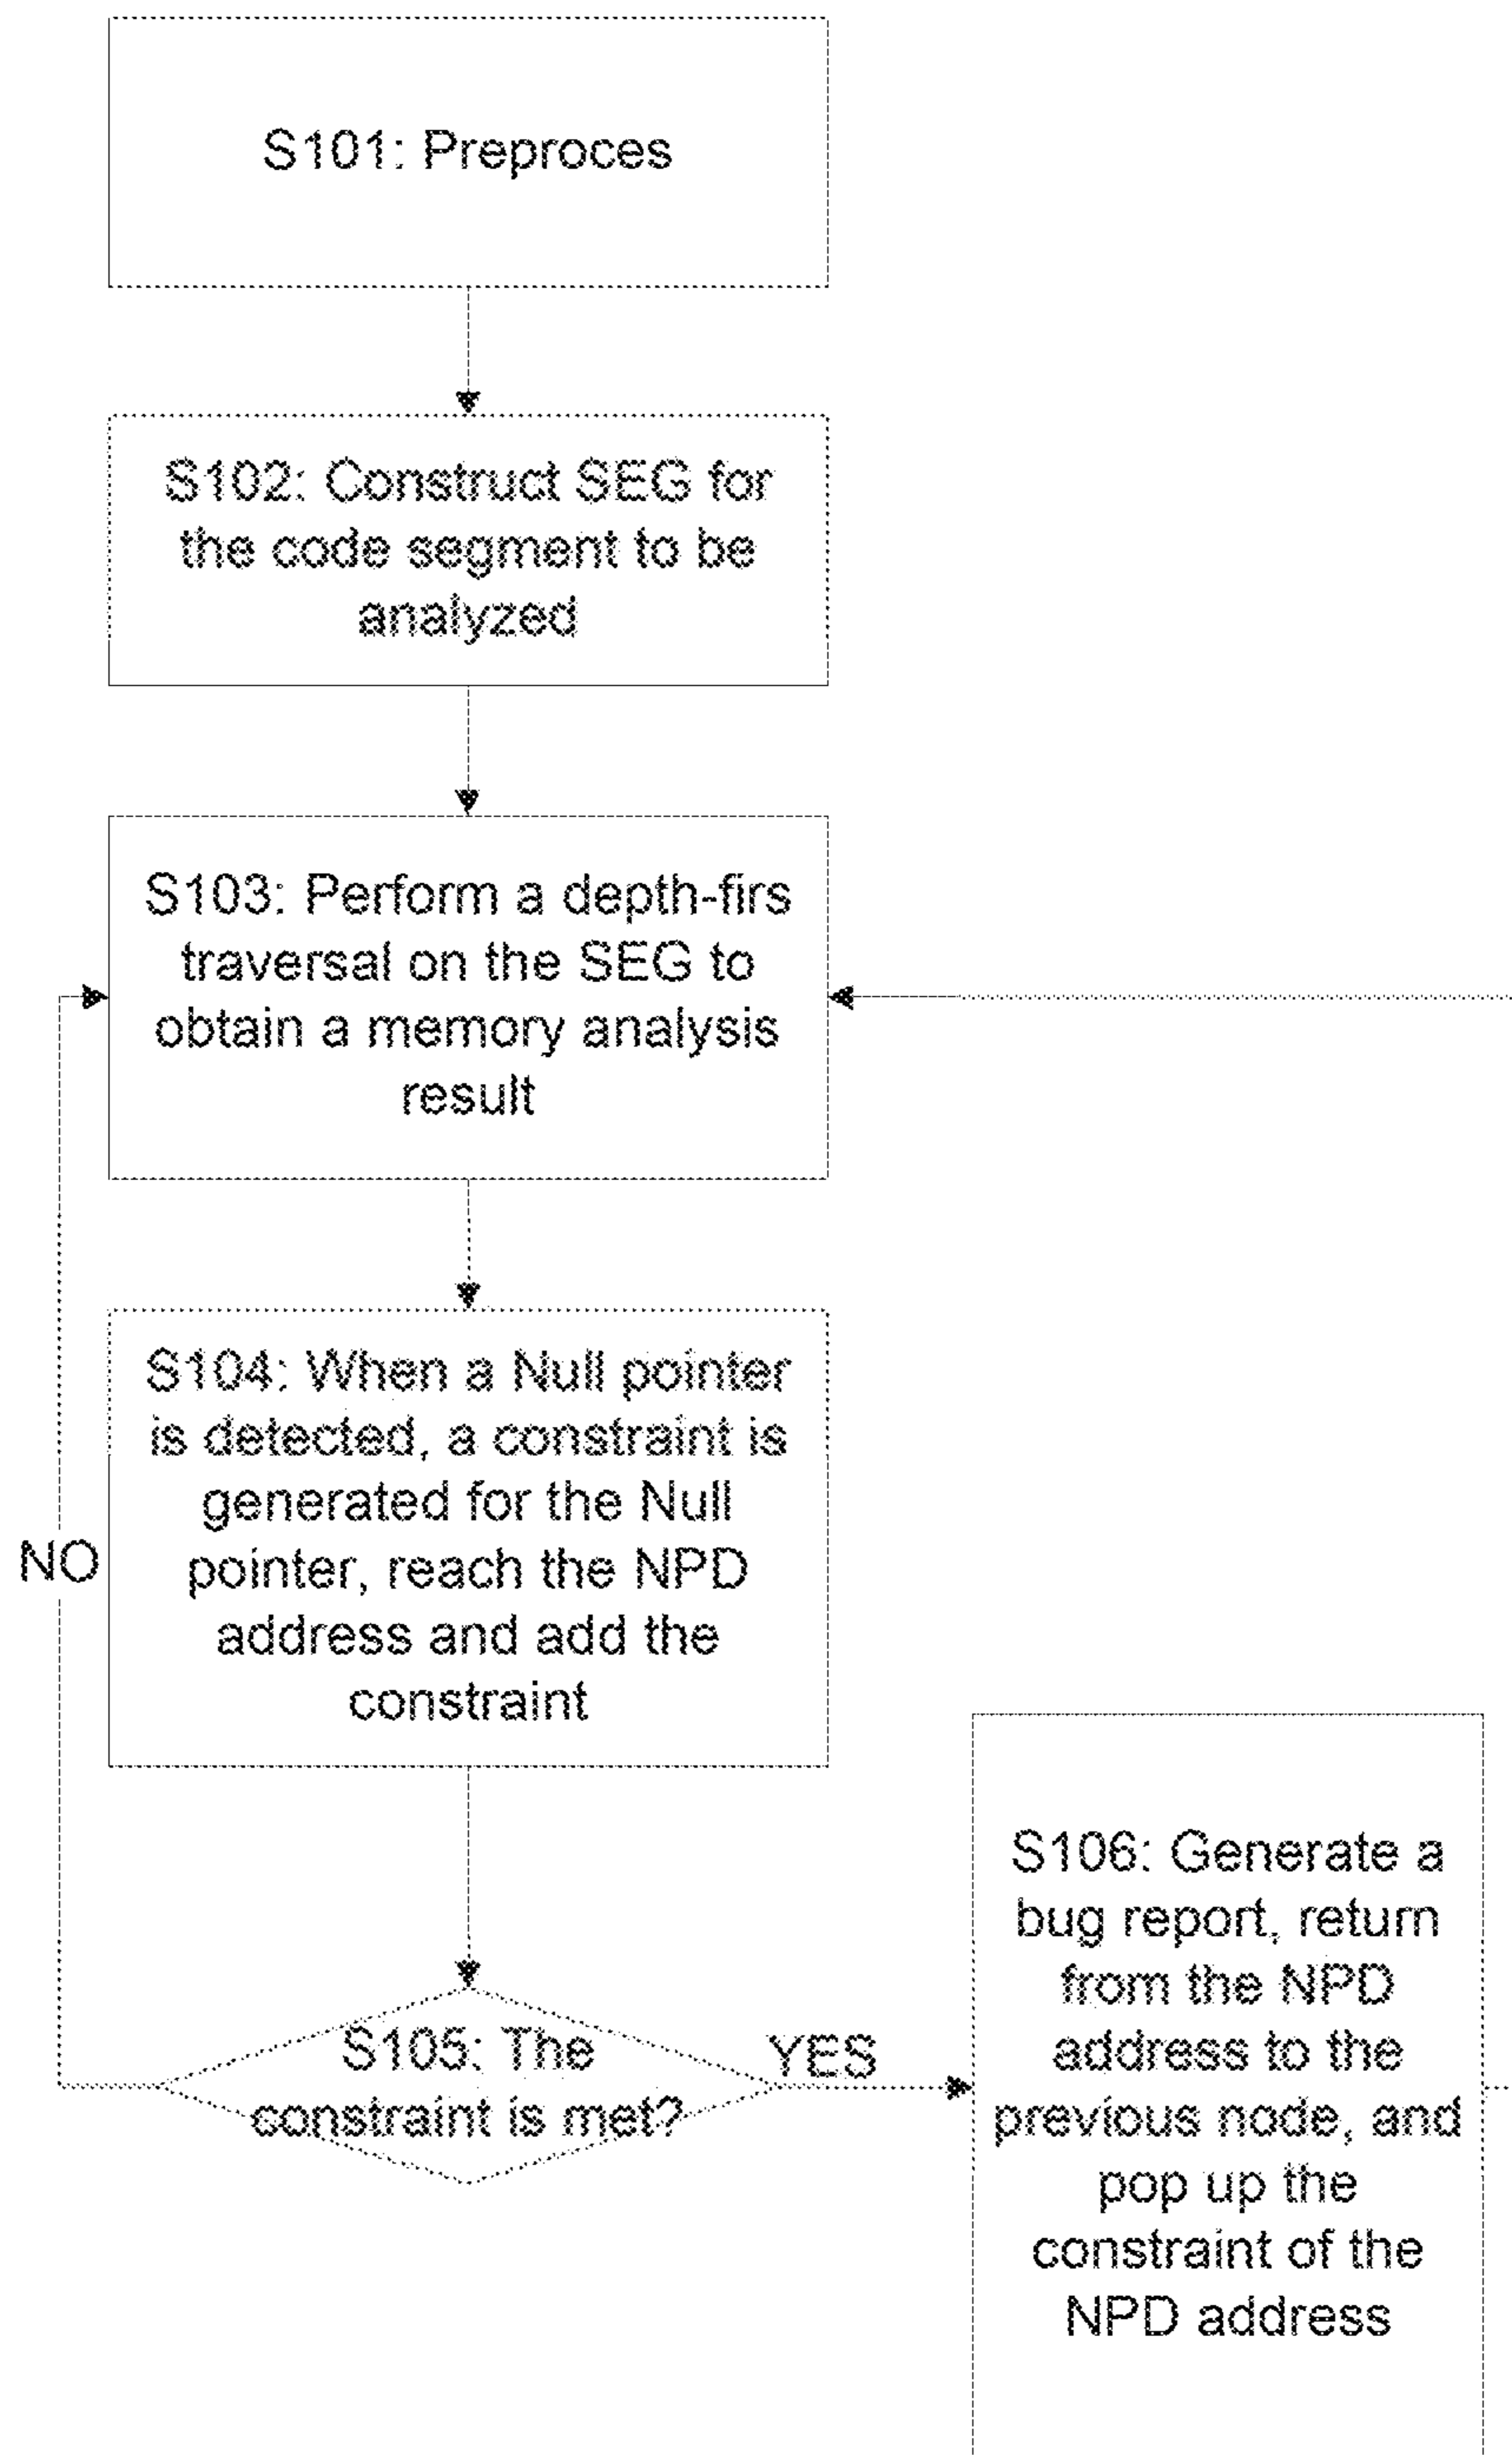 S101: Preproces
S102: Construct SEG for
the code segment to be
analyzed
S103: Perform a depth-firs
traversal on the SEG to
obtain a memory analysis
result
S104: When a Null pointer
is detected, a constraint is
generated for the Null
pointer, reach the NPD
address and add the
constraint
NO
S105: The
constraint is met?
YES
S106: Generate a
bug report, return
from the NPD
address to the
previous node, and
pop up the
constraint of the
NPD address